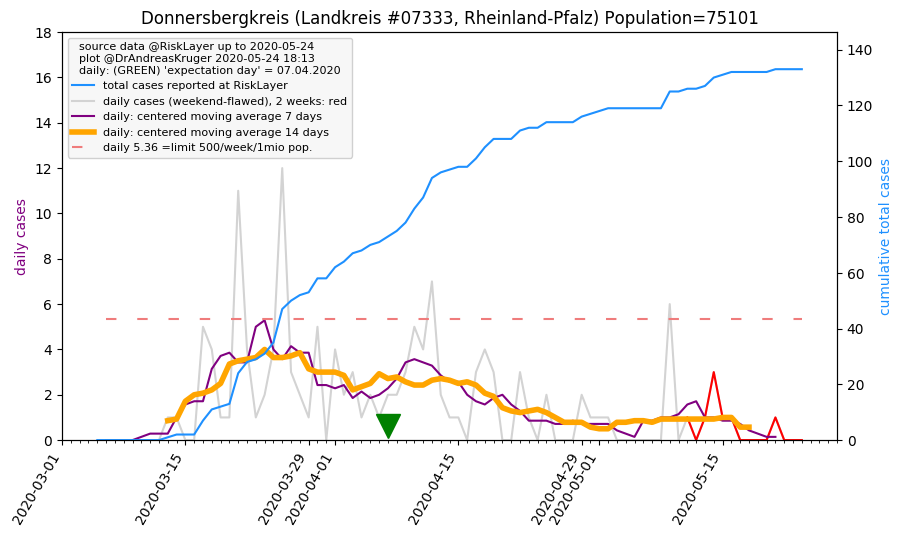 Donnersbergkreis (Landkreis #07333, Rheinland-Pfalz) Population=75101
source data @RiskLayer up to 2020-05-24
plot @DrAndreasKruger 2020-05-24 18:13
daily: (GREEN) 'expectation day' = 07.04.2020
total cases reported at RiskLayer
daily cases (weekend-flawed), 2 weeks: red
daily: centered moving average 7 days
daily: centered moving average 14 days
daily 5.36 =limit 500/week/1mio pop.
daily cases
18
16
14
12
10
8
6
4
2
0
cumulative total cases
140
120
100
80
60
40
20
0
2020-03-01
2020-03-15
2020-03-29
2020-04-01
2020-04-15
2020-04-29
2020-05-01
2020-05-15